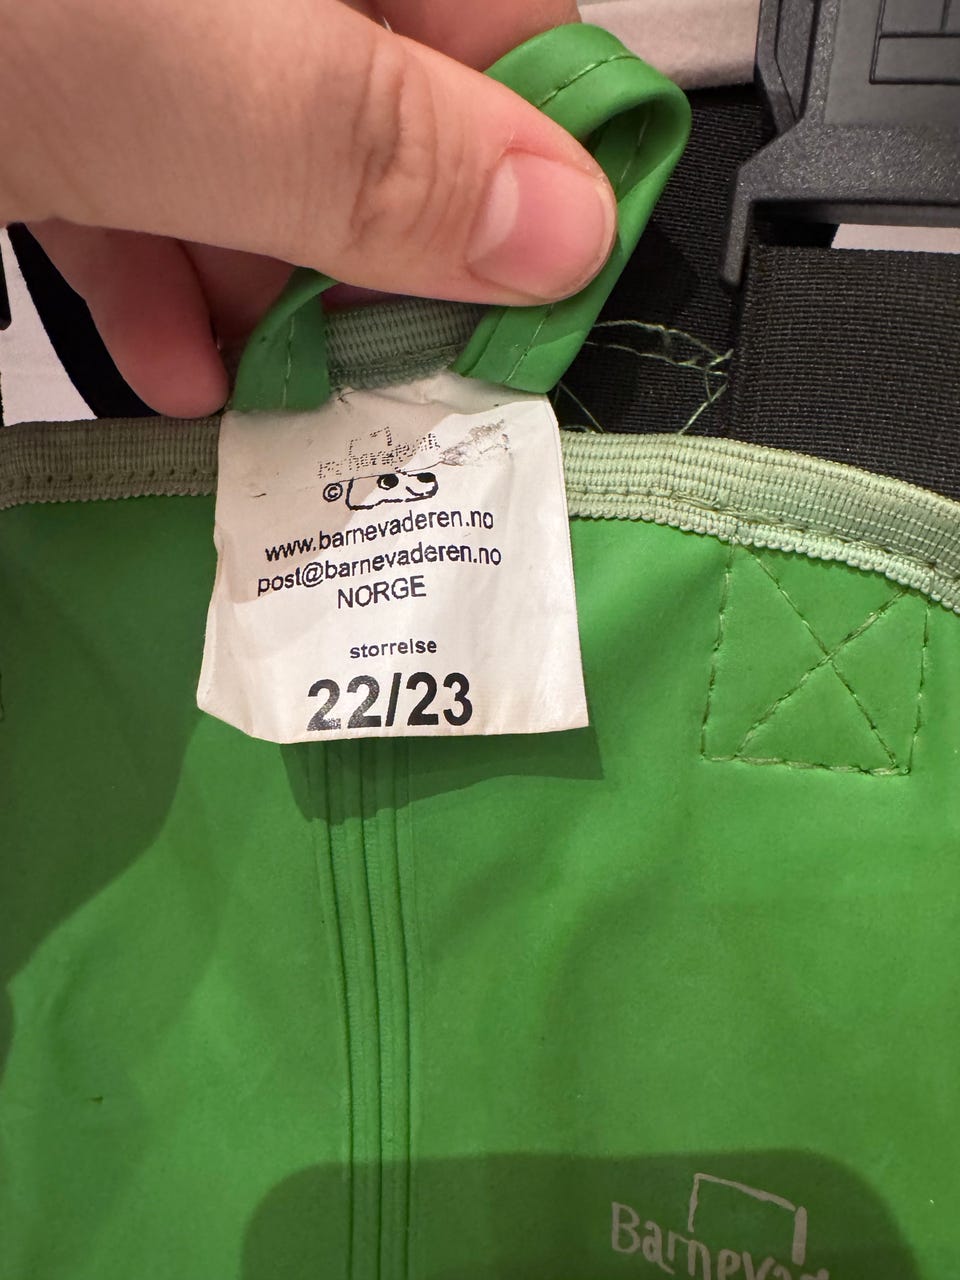 ©
www.barnevaderen.no
post@barnevaderen.no
NORGE
storrelse
22/23